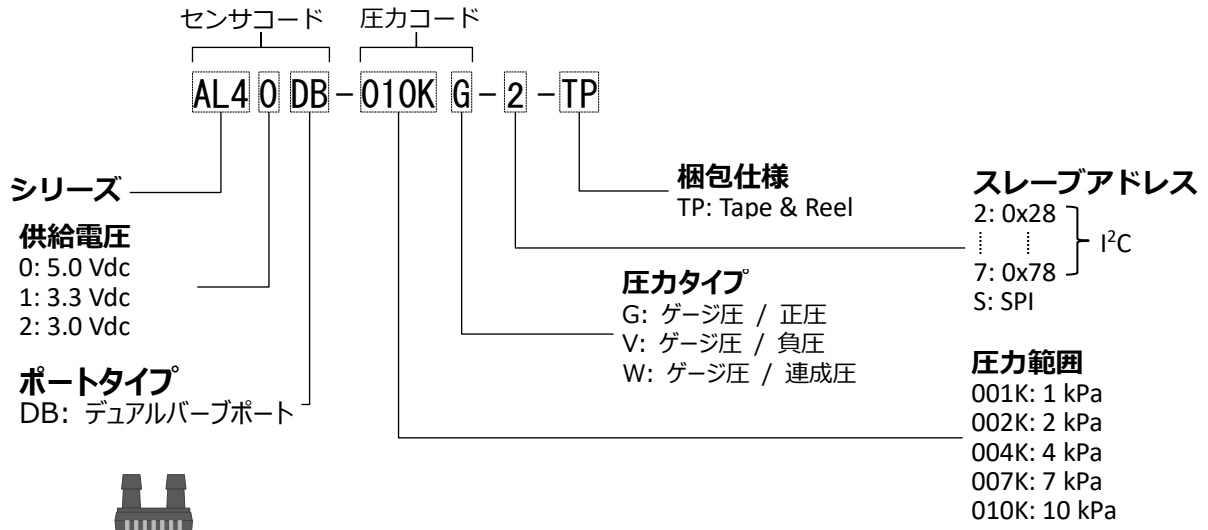 センサコード 圧力コード
AL4 0 DB - 010K G - 2 - TP
シリーズ
供給電圧
0: 5.0 Vdc
1: 3.3 Vdc
2: 3.0 Vdc
ポートタイプ
DB: デュアルバーブポート
梱包仕様
TP: Tape & Reel
圧力タイプ
G: ゲージ圧 / 正圧
V: ゲージ圧 / 負圧
W: ゲージ圧 / 連成圧
スレーブアドレス
2: 0x28
7: 0x78
I²C
S: SPI
圧力範囲
001K: 1 kPa
002K: 2 kPa
004K: 4 kPa
007K: 7 kPa
010K: 10 kPa